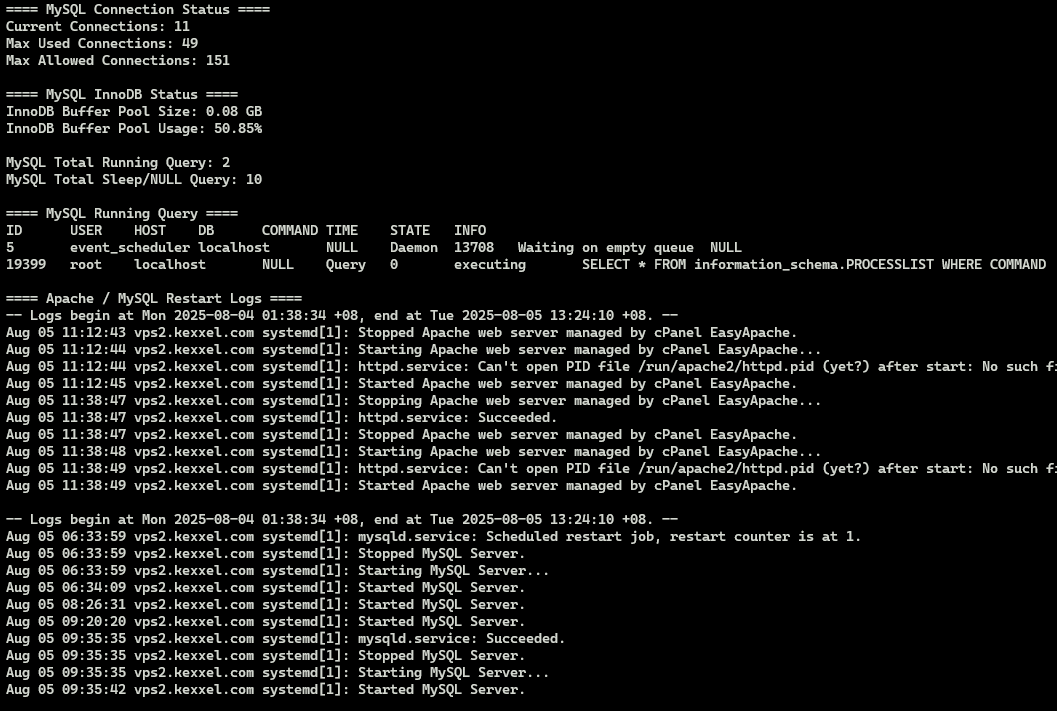 ==== MySQL Connection Status ====
Current Connections: 11
Max Used Connections: 49
Max Allowed Connections: 151
==== MySQL InnoDB Status ====
InnoDB Buffer Pool Size: 0.08 GB
InnoDB Buffer Pool Usage: 50.85%
MySQL Total Running Query: 2
MySQL Total Sleep/NULL Query: 10
==== MySQL Running Query ====
ID USER HOST DB COMMAND TIME STATE INFO
5 event_scheduler localhost NULL Daemon 13708 Waiting on empty queue NULL
19399 root localhost NULL Query 0 executing SELECT * FROM information_schema.PROCESSLIST WHERE COMMAND
==== Apache / MySQL Restart Logs ====
-- Logs begin at Mon 2025-08-04 01:38:34 +08, end at Tue 2025-08-05 13:24:10 +08. --
Aug 05 11:12:43 vps2.kexxel.com systemd[1]: Stopped Apache web server managed by cPanel EasyApache.
Aug 05 11:12:44 vps2.kexxel.com systemd[1]: Starting Apache web server managed by cPanel EasyApache...
Aug 05 11:12:44 vps2.kexxel.com systemd[1]: httpd.service: Can't open PID file /run/apache2/httpd.pid (yet?) after start: No such fi
Aug 05 11:12:45 vps2.kexxel.com systemd[1]: Started Apache web server managed by cPanel EasyApache.
Aug 05 11:38:47 vps2.kexxel.com systemd[1]: Stopping Apache web server managed by cPanel EasyApache...
Aug 05 11:38:47 vps2.kexxel.com systemd[1]: httpd.service: Succeeded.
Aug 05 11:38:47 vps2.kexxel.com systemd[1]: Stopped Apache web server managed by cPanel EasyApache.
Aug 05 11:38:48 vps2.kexxel.com systemd[1]: Starting Apache web server managed by cPanel EasyApache...
Aug 05 11:38:49 vps2.kexxel.com systemd[1]: httpd.service: Can't open PID file /run/apache2/httpd.pid (yet?) after start: No such fi
Aug 05 11:38:49 vps2.kexxel.com systemd[1]: Started Apache web server managed by cPanel EasyApache.
-- Logs begin at Mon 2025-08-04 01:38:34 +08, end at Tue 2025-08-05 13:24:10 +08. --
Aug 05 06:33:59 vps2.kexxel.com systemd[1]: mysqld.service: Scheduled restart job, restart counter is at 1.
Aug 05 06:33:59 vps2.kexxel.com systemd[1]: Stopped MySQL Server.
Aug 05 06:33:59 vps2.kexxel.com systemd[1]: Starting MySQL Server...
Aug 05 06:34:09 vps2.kexxel.com systemd[1]: Started MySQL Server.
Aug 05 08:26:31 vps2.kexxel.com systemd[1]: Started MySQL Server.
Aug 05 09:20:20 vps2.kexxel.com systemd[1]: Started MySQL Server.
Aug 05 09:35:35 vps2.kexxel.com systemd[1]: mysqld.service: Succeeded.
Aug 05 09:35:35 vps2.kexxel.com systemd[1]: Stopped MySQL Server.
Aug 05 09:35:35 vps2.kexxel.com systemd[1]: Starting MySQL Server...
Aug 05 09:35:42 vps2.kexxel.com systemd[1]: Started MySQL Server.